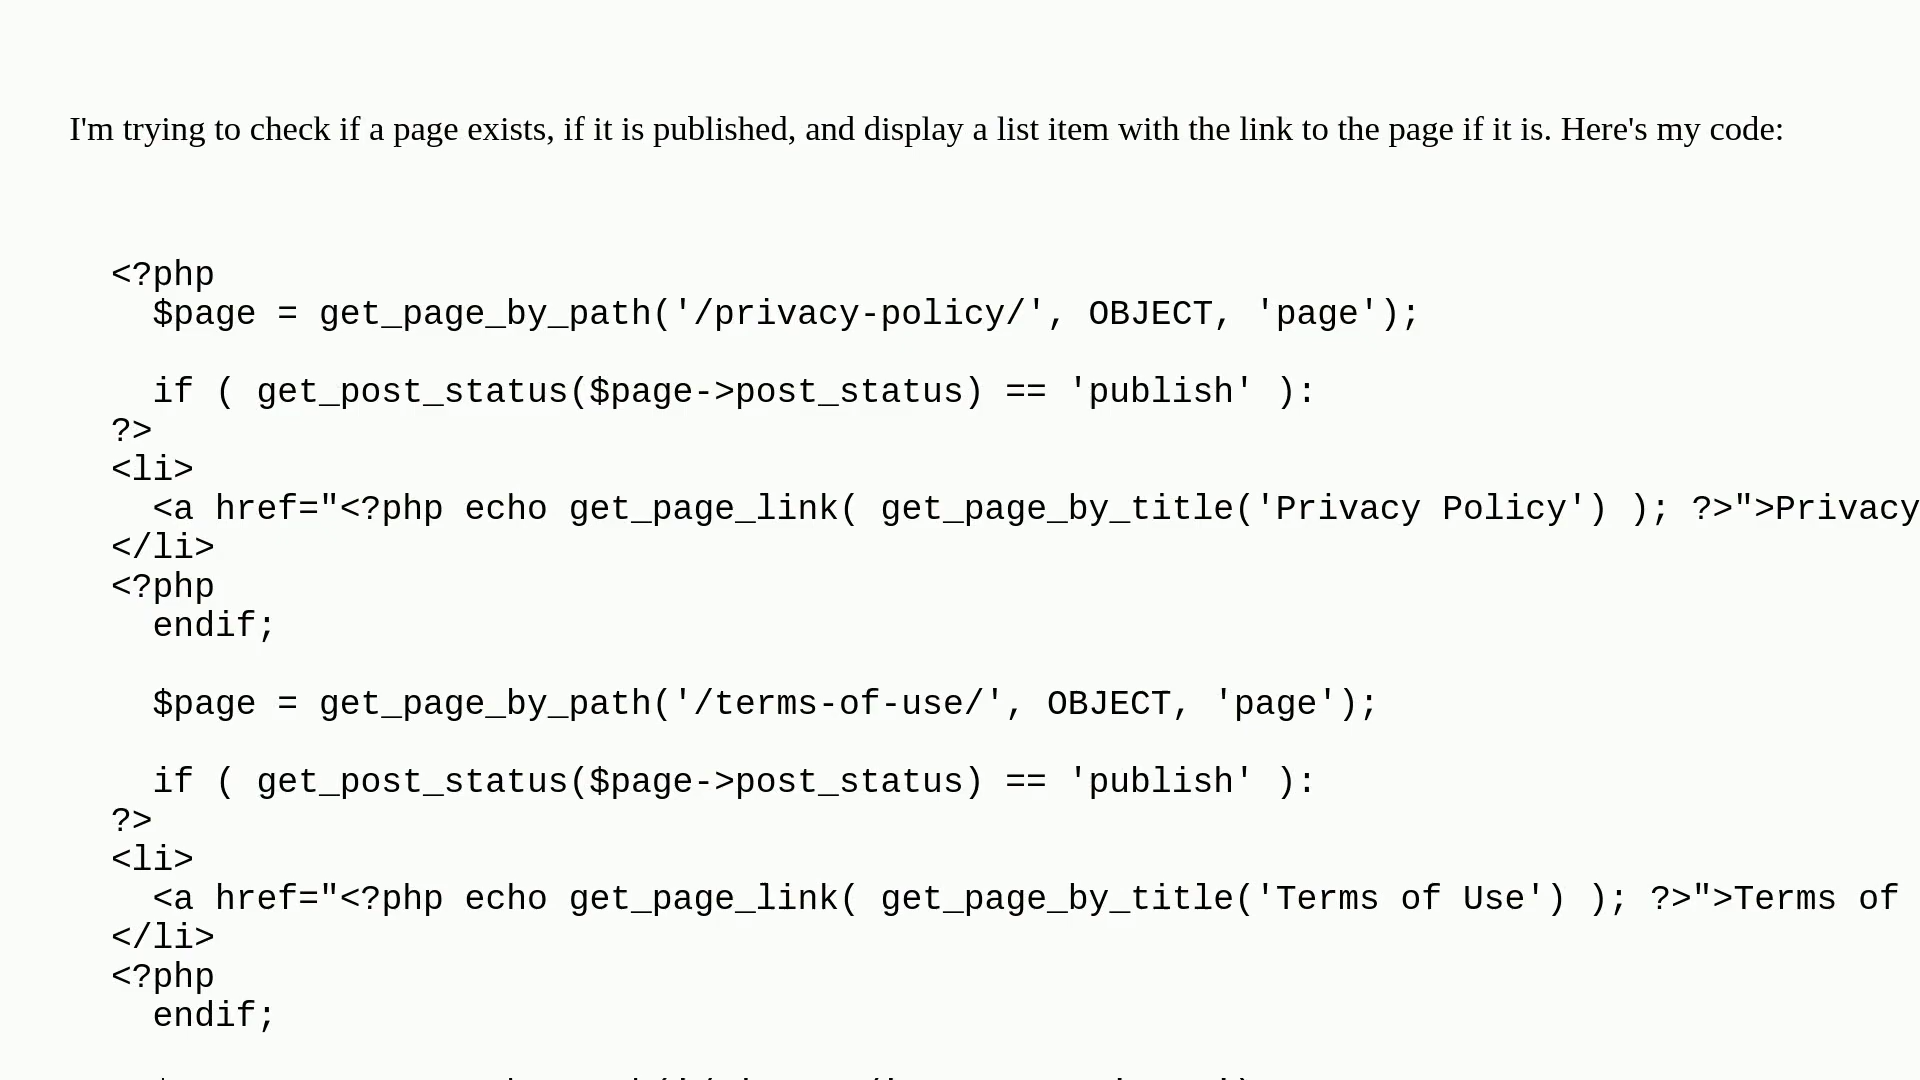 I'm trying to check if a page exists, if it is published, and display a list item with the link to the page if it is. Here's my code:
<?php
$page = get_page_by_path('/privacy-policy/', OBJECT, 'page');
if ( get_post_status($page->post_status) == 'publish' ):
?>
<li>
<a href="<?php echo get_page_link( get_page_by_title('Privacy Policy') ); ?>">Privacy
</li>
<?php
endif;
$page = get_page_by_path('/terms-of-use/', OBJECT, 'page');
if ( get_post_status($page->post_status) == 'publish' ):
?>
<li>
<a href="<?php echo get_page_link( get_page_by_title('Terms of Use') ); ?>">Terms of
</li>
<?php
endif;